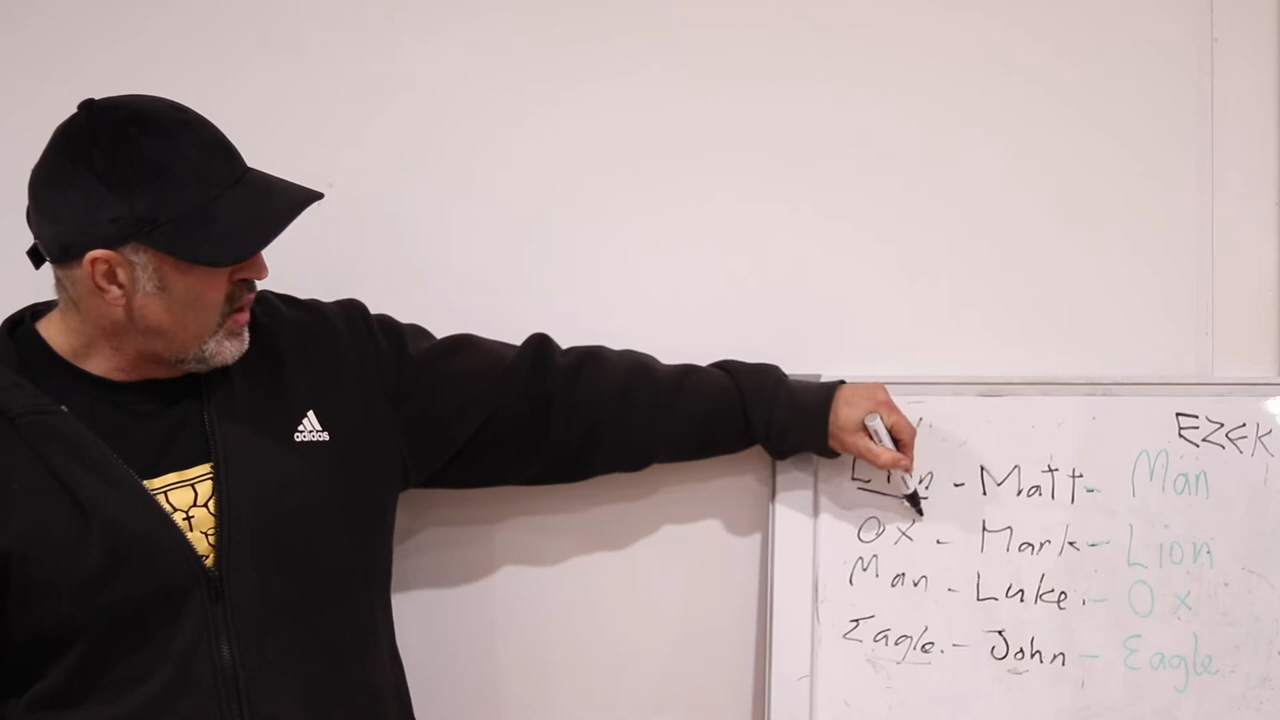 adidas
EZEK
Lion - Matt - Man
Ox - Mark - Lion
Man - Luke. - Ox
Eagle. - John - Eagle